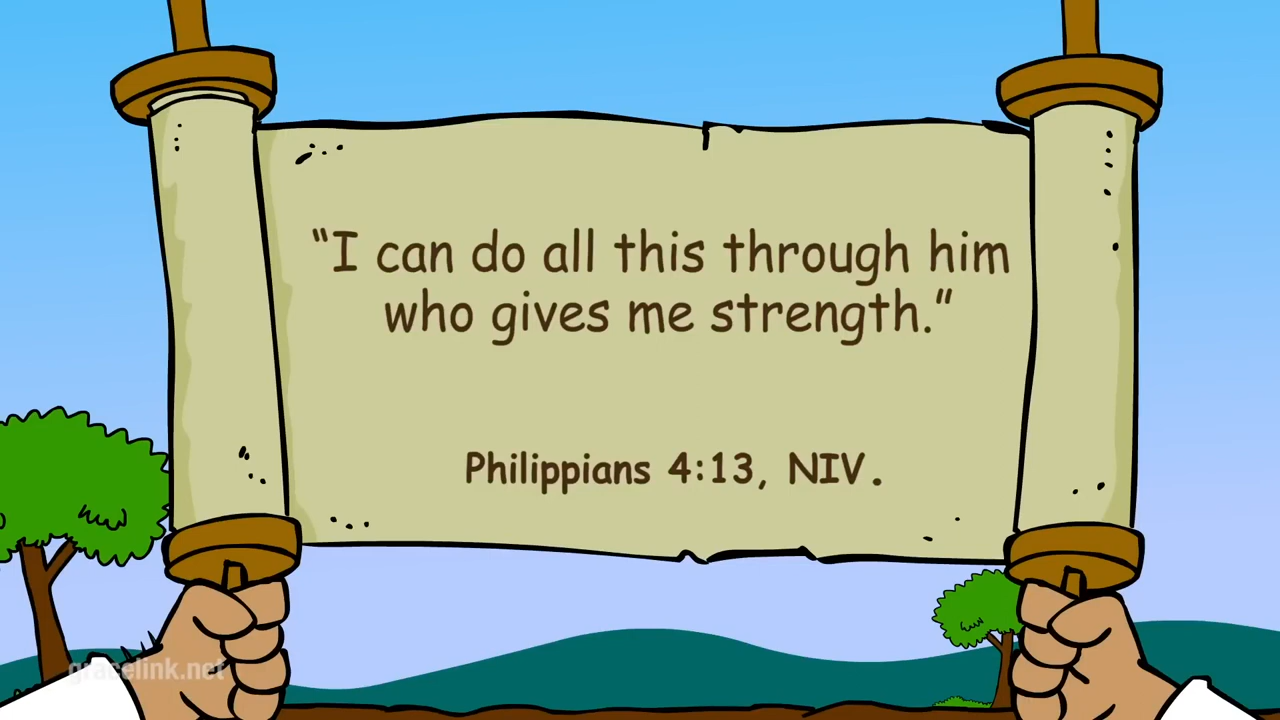 “I can do all this through him
who gives me strength.”
Philippians 4:13, NIV.
gracelink.net